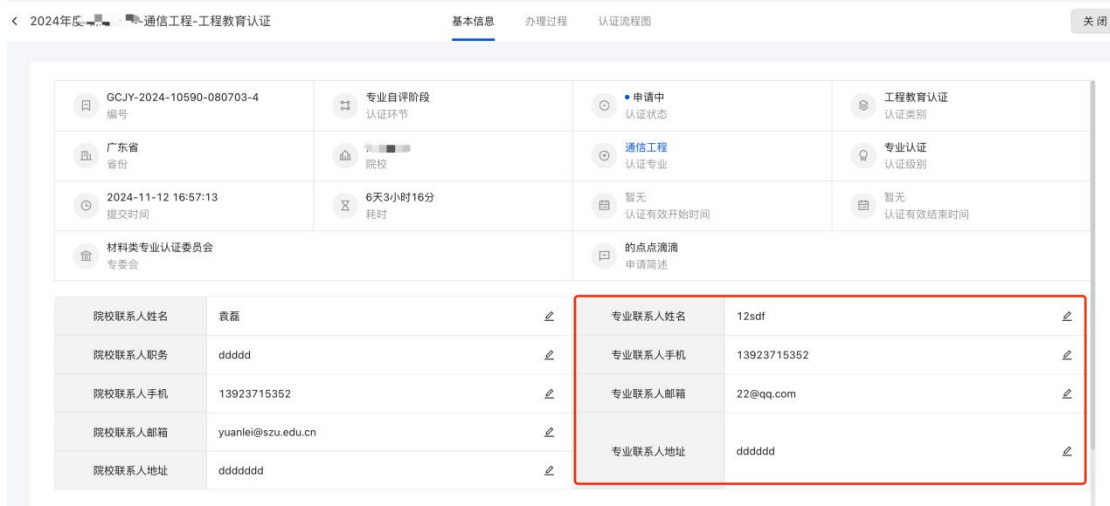 2024年度 通信工程-工程教育认证
基本信息 办理过程 认证流程图 关闭
GCJY-2024-10590-080703-4 专业自评阶段 申请中 工程教育认证
编号 认证环节 认证状态 认证类别
广东省 通信工程 专业认证
省份 院校 认证专业 认证级别
2024-11-12 16:57:13 6天3小时16分 暂无 暂无
提交时间 耗时 认证有效开始时间 认证有效结束时间
材料类专业认证委员会 的点点滴滴
专委会 申请简述
院校联系人姓名 袁磊 专业联系人姓名 12sdf
院校联系人职务 ddddd 专业联系人手机 13923715352
院校联系人手机 13923715352 专业联系人邮箱 22@qq.com
院校联系人邮箱 yuanlei@szu.edu.cn
专业联系人地址 dddddd
院校联系人地址 ddddddd